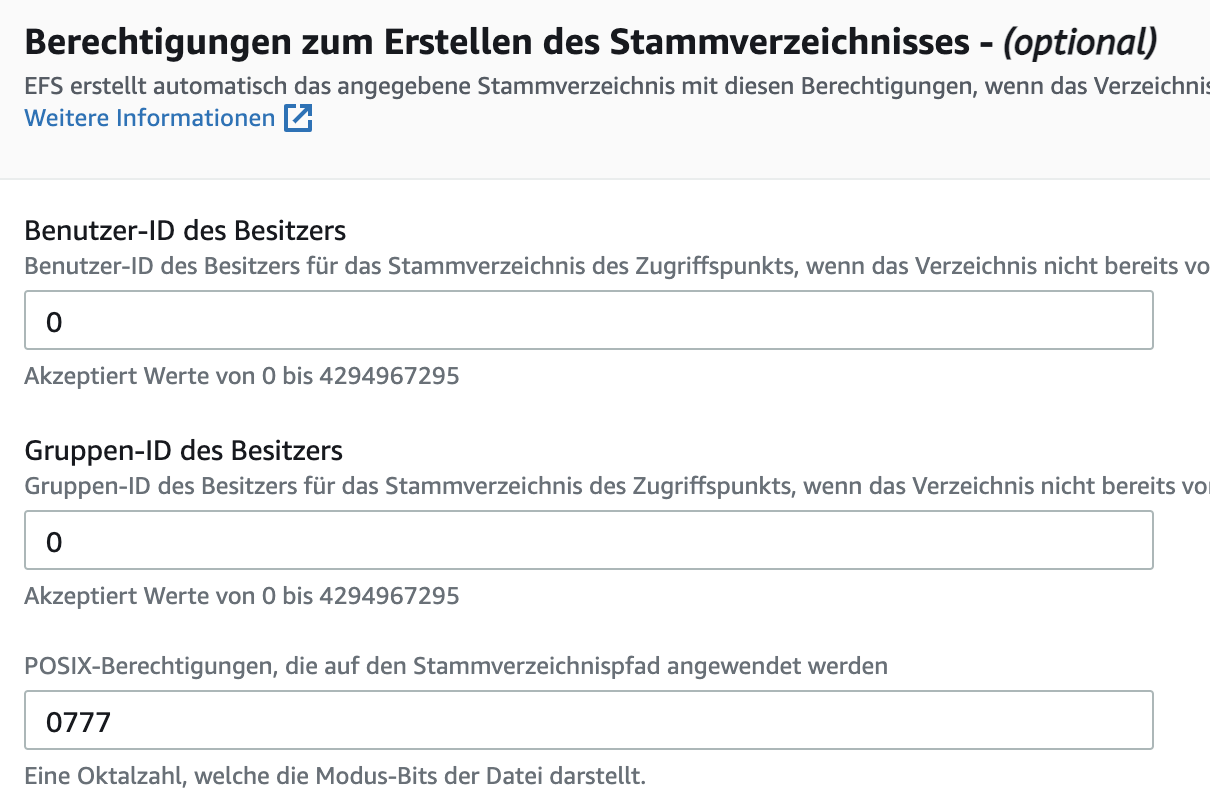 Berechtigungen zum Erstellen des Stammverzeichnisses - (optional)
EFS erstellt automatisch das angegebene Stammverzeichnis mit diesen Berechtigungen, wenn das Verzeichnis
Weitere Informationen
Benutzer-ID des Besitzers
Benutzer-ID des Besitzers für das Stammverzeichnis des Zugriffspunkts, wenn das Verzeichnis nicht bereits vo
0
Akzeptiert Werte von 0 bis 4294967295
Gruppen-ID des Besitzers
Gruppen-ID des Besitzers für das Stammverzeichnis des Zugriffspunkts, wenn das Verzeichnis nicht bereits vo
0
Akzeptiert Werte von 0 bis 4294967295
POSIX-Berechtigungen, die auf den Stammverzeichnispfad angewendet werden
0777
Eine Oktalzahl, welche die Modus-Bits der Datei darstellt.